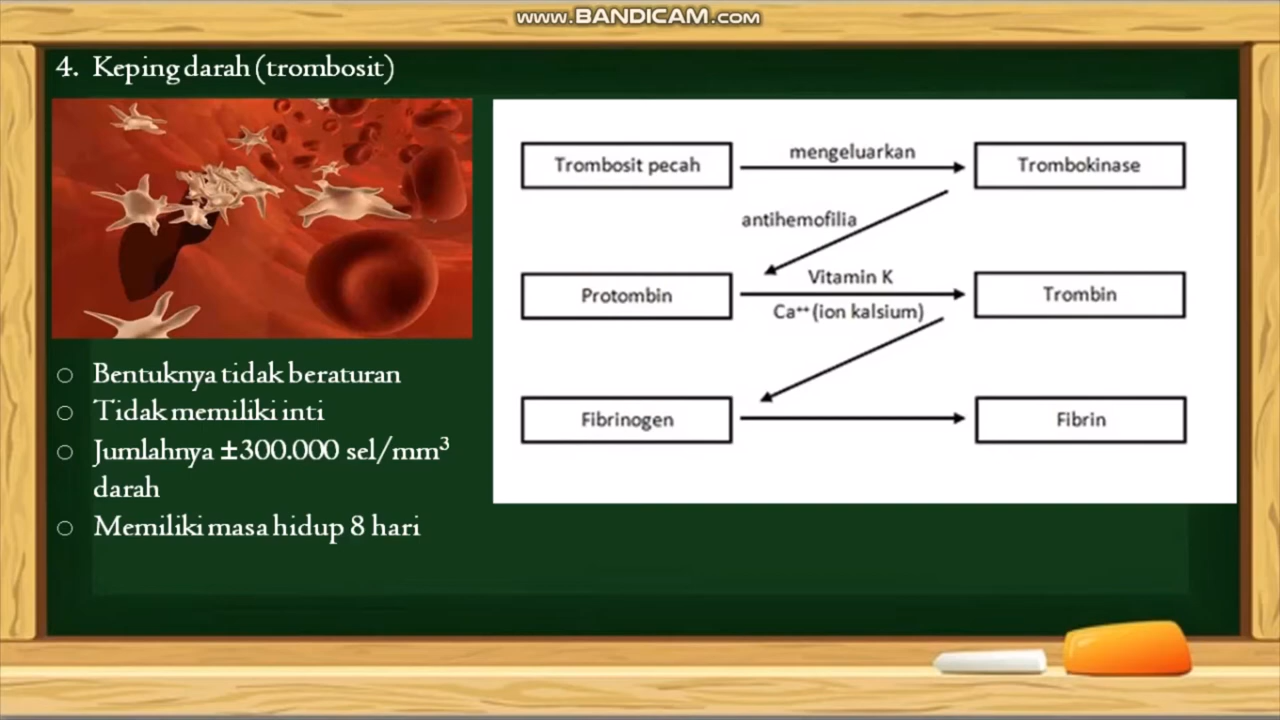 www.BANDICAM.com
4. Keping darah (trombosit)
Bentuknya tidak beraturan
Tidak memiliki inti
Jumlahnya ±300.000 sel/mm³
darah
Memiliki masa hidup 8 hari
Trombosit pecah
mengeluarkan
Trombokinase
antihemofilia
Protombin
Vitamin K
Ca⁺⁺ (ion kalsium)
Trombin
Fibrinogen
Fibrin